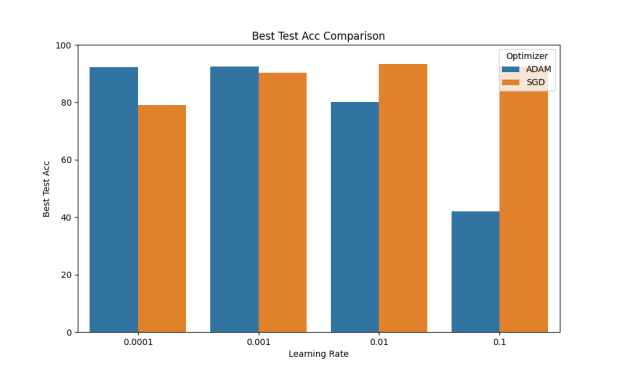 Best Test Acc Comparison
Optimizer
ADAM
SGD
Best Test Acc
100
80
60
40
20
0
0.0001
0.001
0.01
0.1
Learning Rate